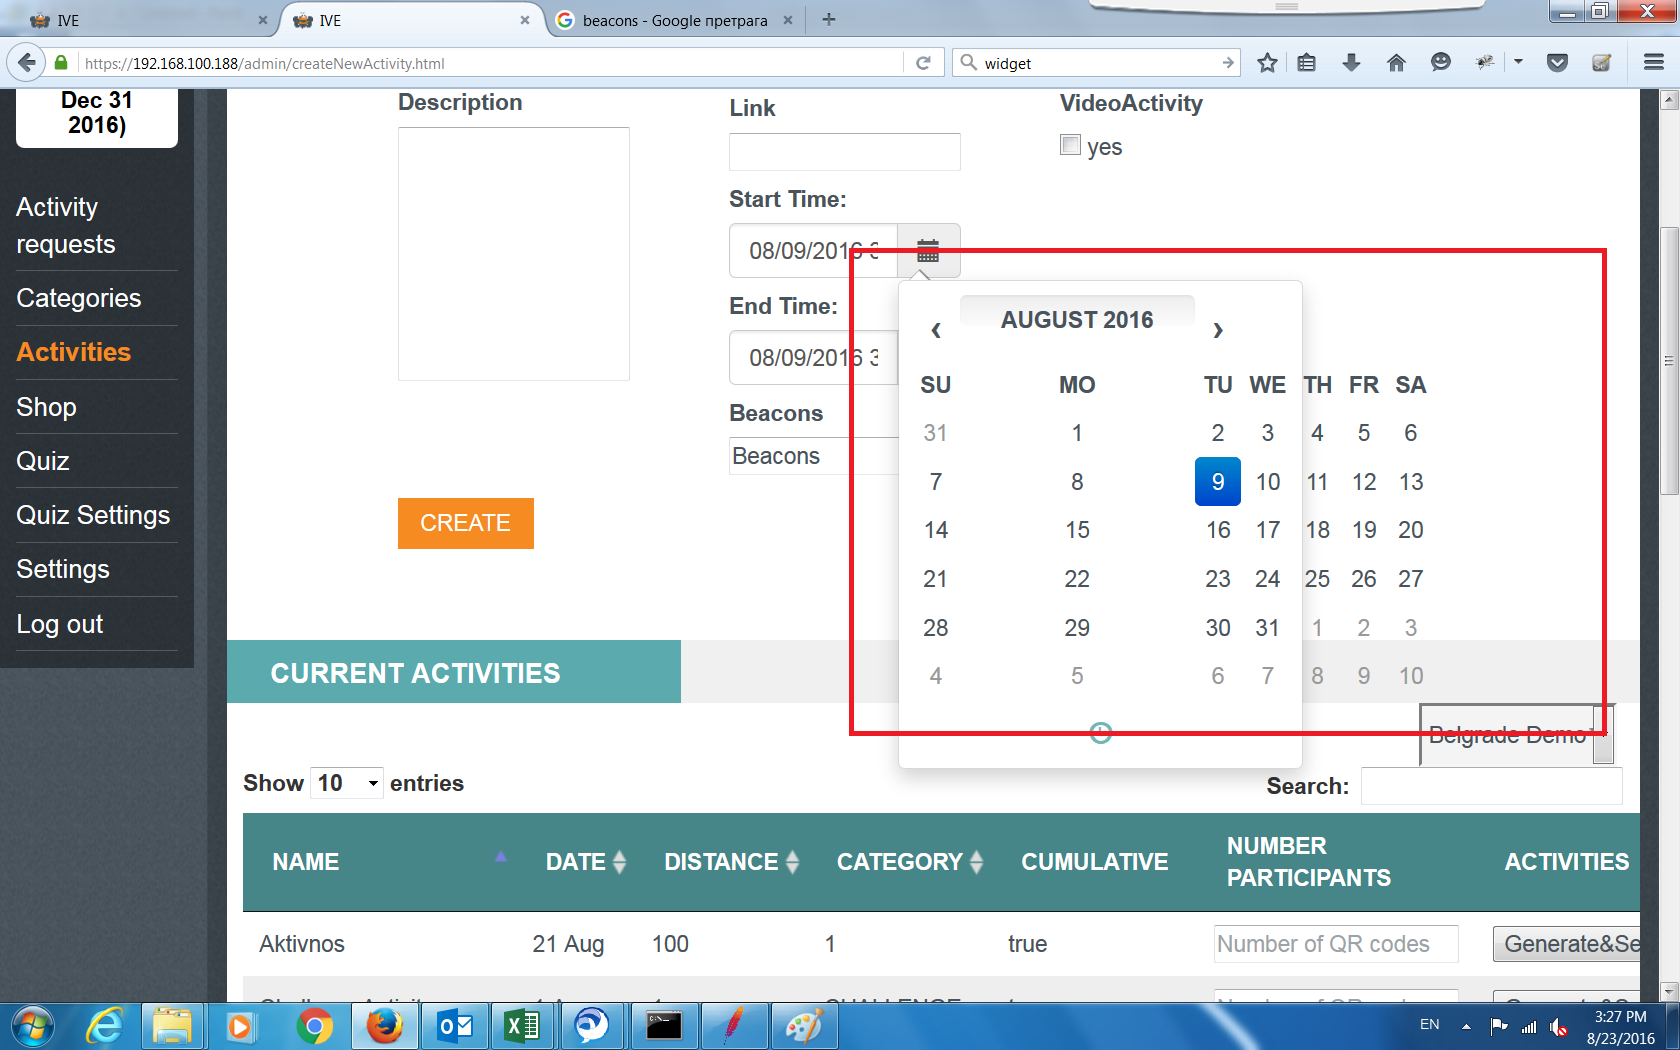 IVE
IVE
beacons - Google претрага
https://192.168.100.188/admin/createNewActivity.html
widget
Dec 31
2016)
Activity
requests
Categories
Activities
Shop
Quiz
Quiz Settings
Settings
Log out
Description
CREATE
Link
Start Time:
08/09/2016
End Time:
08/09/2016 3
Beacons
Beacons
VideoActivity
yes
‹ AUGUST 2016 ›
SU MO TU WE TH FR SA
31 1 2 3 4 5 6
7 8 9 10 11 12 13
14 15 16 17 18 19 20
21 22 23 24 25 26 27
28 29 30 31 1 2 3
4 5 6 7 8 9 10
CURRENT ACTIVITIES
Belgrade Demo
Show 10 entries
Search:
NAME DATE DISTANCE CATEGORY CUMULATIVE NUMBER PARTICIPANTS ACTIVITIES
Aktivnos 21 Aug 100 1 true Number of QR codes Generate&Se
EN
3:27 PM
8/23/2016